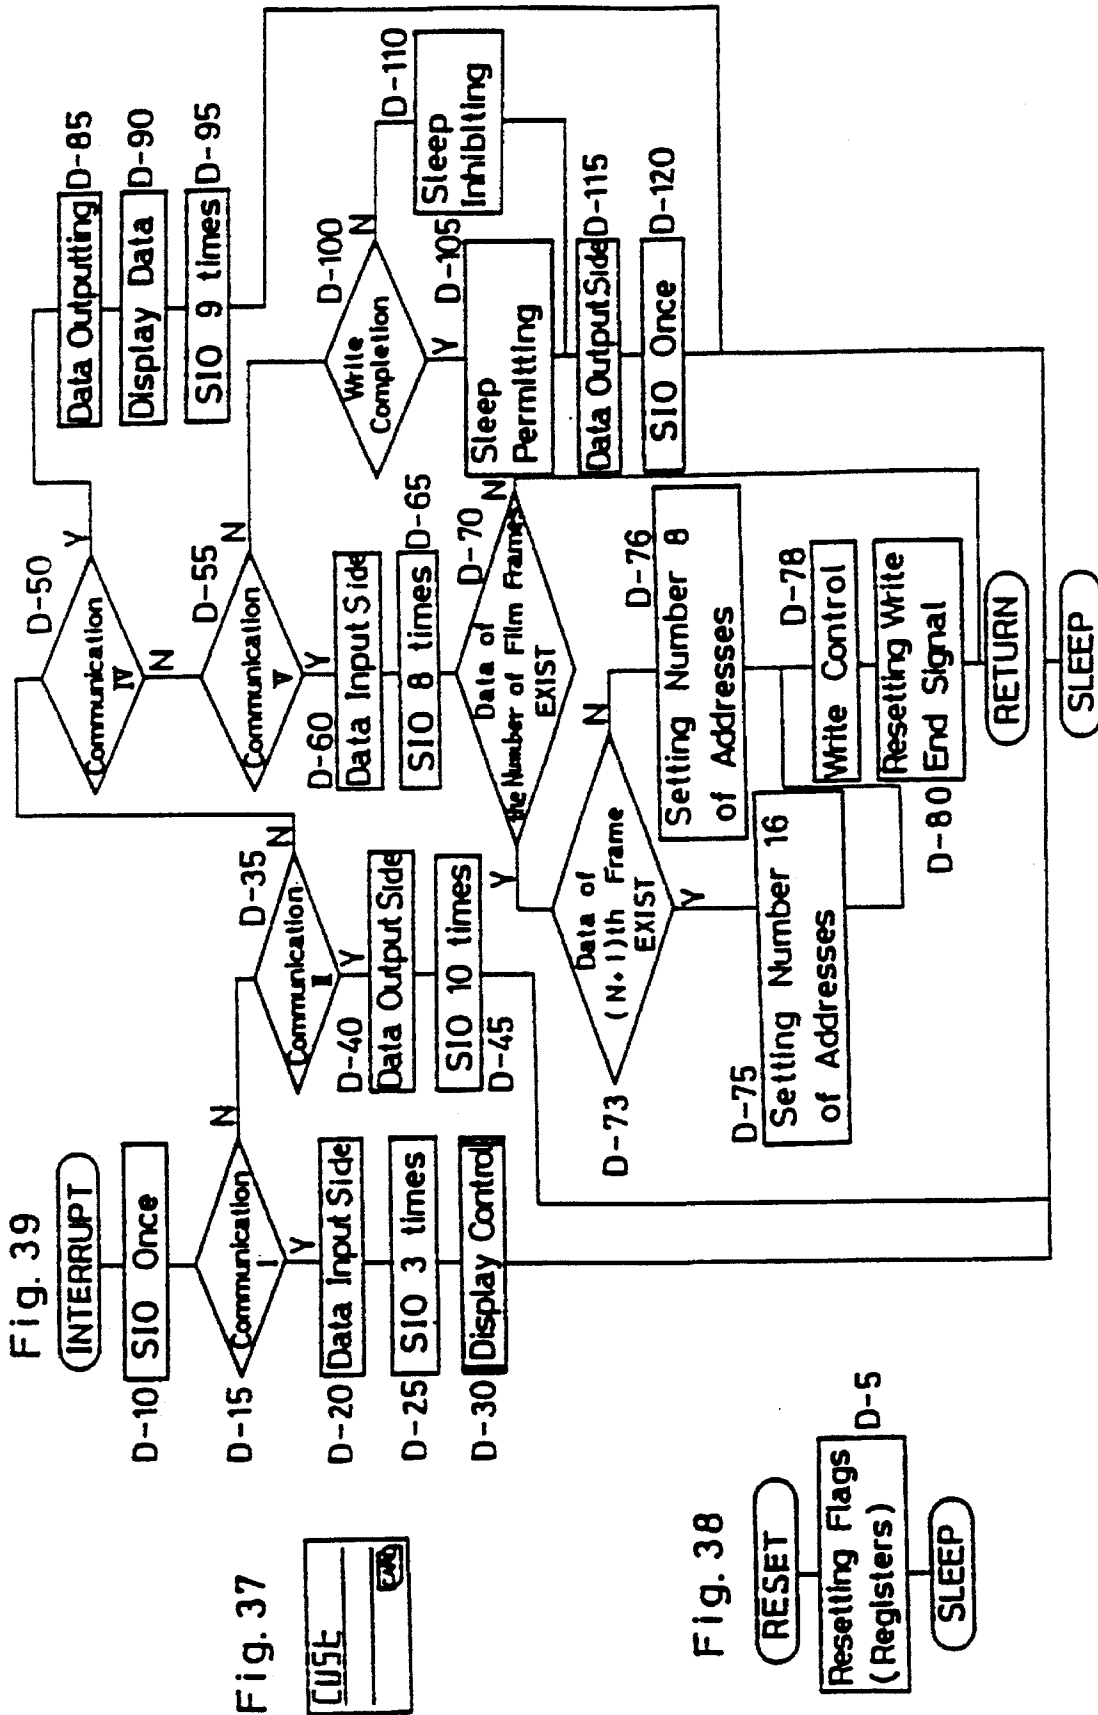 Fig. 39
INTERRUPT
D-10
SIO Once
D-15
Communication
I
N
Y
D-20
Data Input Side
D-25
SIO 3 times
D-30
Display Control
D-35
Communication
II
N
Y
D-40
Data Output Side
SIO 10 times
D-45
D-50
Communication
IV
Y
N
D-55
Communication
V
N
Y
D-60
Data Input Side
D-65
SIO 8 times
D-70
Data of
the Number of Film Frames
EXIST
N
Y
D-73
Data of
(N+1)th Frame
EXIST
N
Y
D-75
Setting Number 16
of Addresses
D-76
Setting Number 8
of Addresses
D-78
Write Control
D-80
Resetting Write
End Signal
RETURN
SLEEP
Data Outputting
D-85
Display Data
D-90
SIO 9 times
D-95
D-100
Write
Completion
N
Y
D-105
Sleep
Permitting
D-110
Sleep
Inhibiting
Data Output Side
D-115
SIO Once
D-120
Fig. 37
CUSt
CARD
Fig. 38
RESET
Resetting Flags
(Registers)
D-5
SLEEP